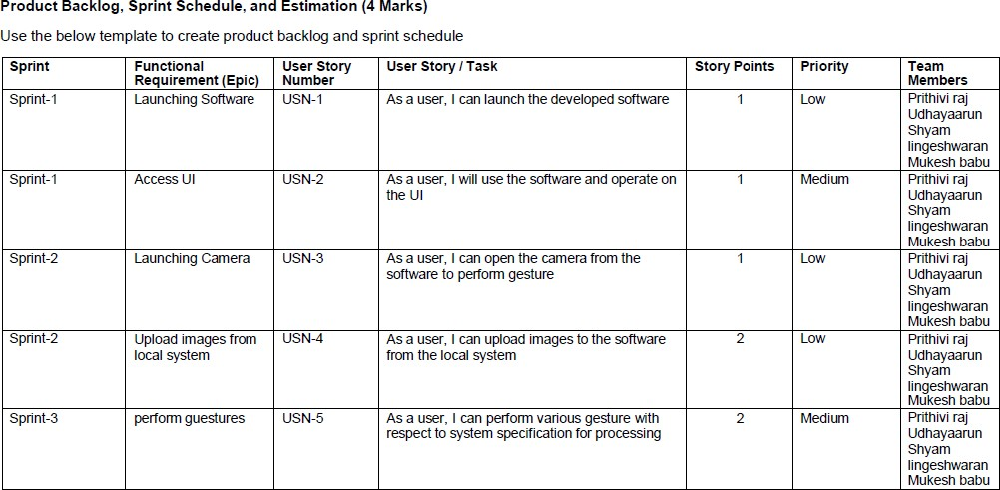 Product Backlog, Sprint Schedule, and Estimation (4 Marks)
Use the below template to create product backlog and sprint schedule
Sprint Functional Requirement (Epic) User Story Number User Story / Task Story Points Priority Team Members
Sprint-1 Launching Software USN-1 As a user, I can launch the developed software 1 Low Prithivi raj
Udhayaarun
Shyam
lingeshwaran
Mukesh babu
Sprint-1 Access UI USN-2 As a user, I will use the software and operate on the UI 1 Medium Prithivi raj
Udhayaarun
Shyam
lingeshwaran
Mukesh babu
Sprint-2 Launching Camera USN-3 As a user, I can open the camera from the software to perform gesture 1 Low Prithivi raj
Udhayaarun
Shyam
lingeshwaran
Mukesh babu
Sprint-2 Upload images from local system USN-4 As a user, I can upload images to the software from the local system 2 Low Prithivi raj
Udhayaarun
Shyam
lingeshwaran
Mukesh babu
Sprint-3 perform guestures USN-5 As a user, I can perform various gesture with respect to system specification for processing 2 Medium Prithivi raj
Udhayaarun
Shyam
lingeshwaran
Mukesh babu